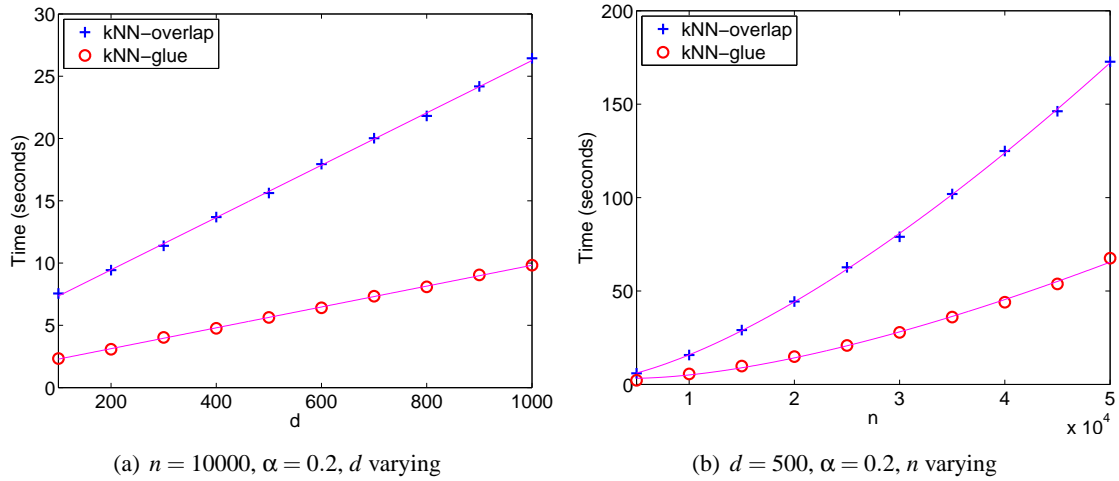 30
25
20
15
10
5
0
Time (seconds)
kNN−overlap
kNN−glue
200
400
600
800
1000
d
(a) n = 10000, α = 0.2, d varying
200
150
100
50
0
Time (seconds)
kNN−overlap
kNN−glue
1
2
3
4
5
n
x 10^4
(b) d = 500, α = 0.2, n varying